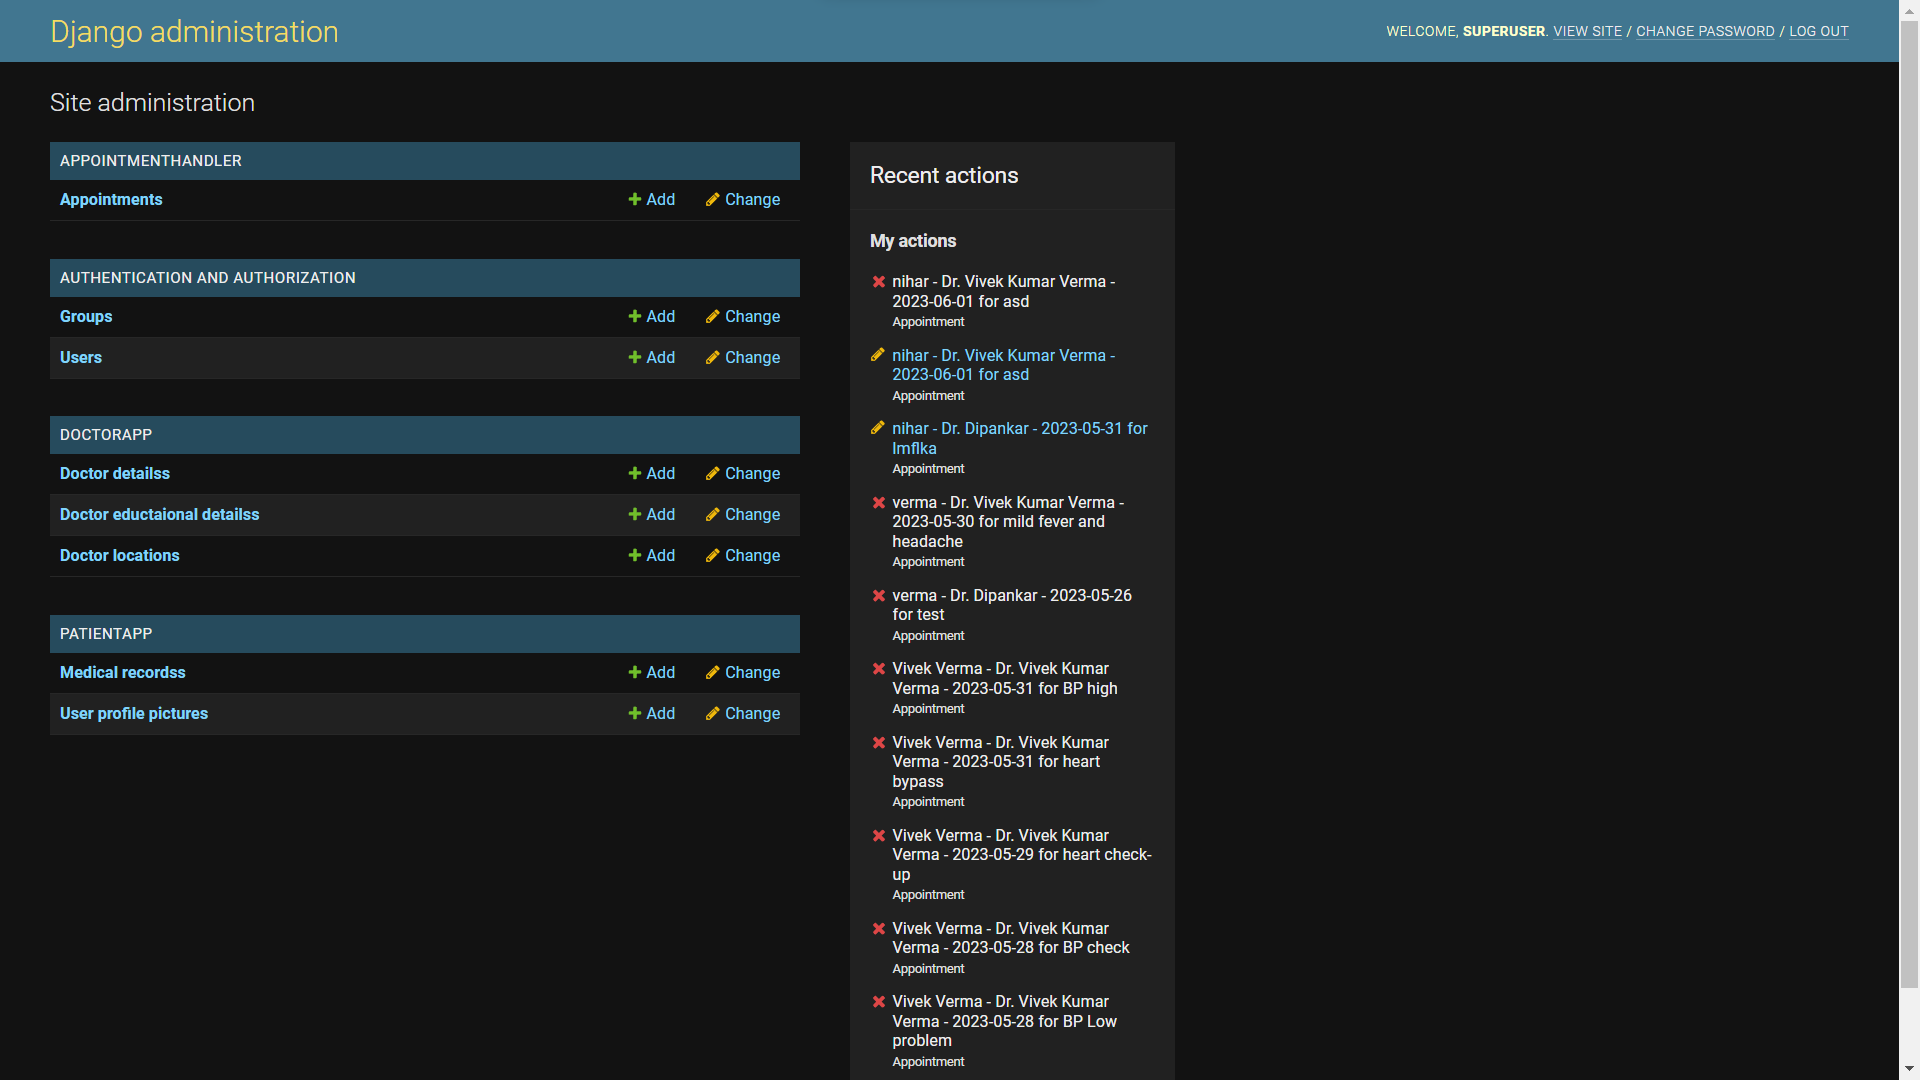 Django administration
WELCOME, SUPERUSER. VIEW SITE / CHANGE PASSWORD / LOG OUT
Site administration
APPOINTMENTHANDLER
Appointments Add Change
AUTHENTICATION AND AUTHORIZATION
Groups Add Change
Users Add Change
DOCTORAPP
Doctor detailss Add Change
Doctor eductaional detailss Add Change
Doctor locations Add Change
PATIENTAPP
Medical recordss Add Change
User profile pictures Add Change
Recent actions
My actions
nihar - Dr. Vivek Kumar Verma -
2023-06-01 for asd
Appointment
nihar - Dr. Vivek Kumar Verma -
2023-06-01 for asd
Appointment
nihar - Dr. Dipankar - 2023-05-31 for
lmflka
Appointment
verma - Dr. Vivek Kumar Verma -
2023-05-30 for mild fever and
headache
Appointment
verma - Dr. Dipankar - 2023-05-26
for test
Appointment
Vivek Verma - Dr. Vivek Kumar
Verma - 2023-05-31 for BP high
Appointment
Vivek Verma - Dr. Vivek Kumar
Verma - 2023-05-31 for heart
bypass
Appointment
Vivek Verma - Dr. Vivek Kumar
Verma - 2023-05-29 for heart check-
up
Appointment
Vivek Verma - Dr. Vivek Kumar
Verma - 2023-05-28 for BP check
Appointment
Vivek Verma - Dr. Vivek Kumar
Verma - 2023-05-28 for BP Low
problem
Appointment